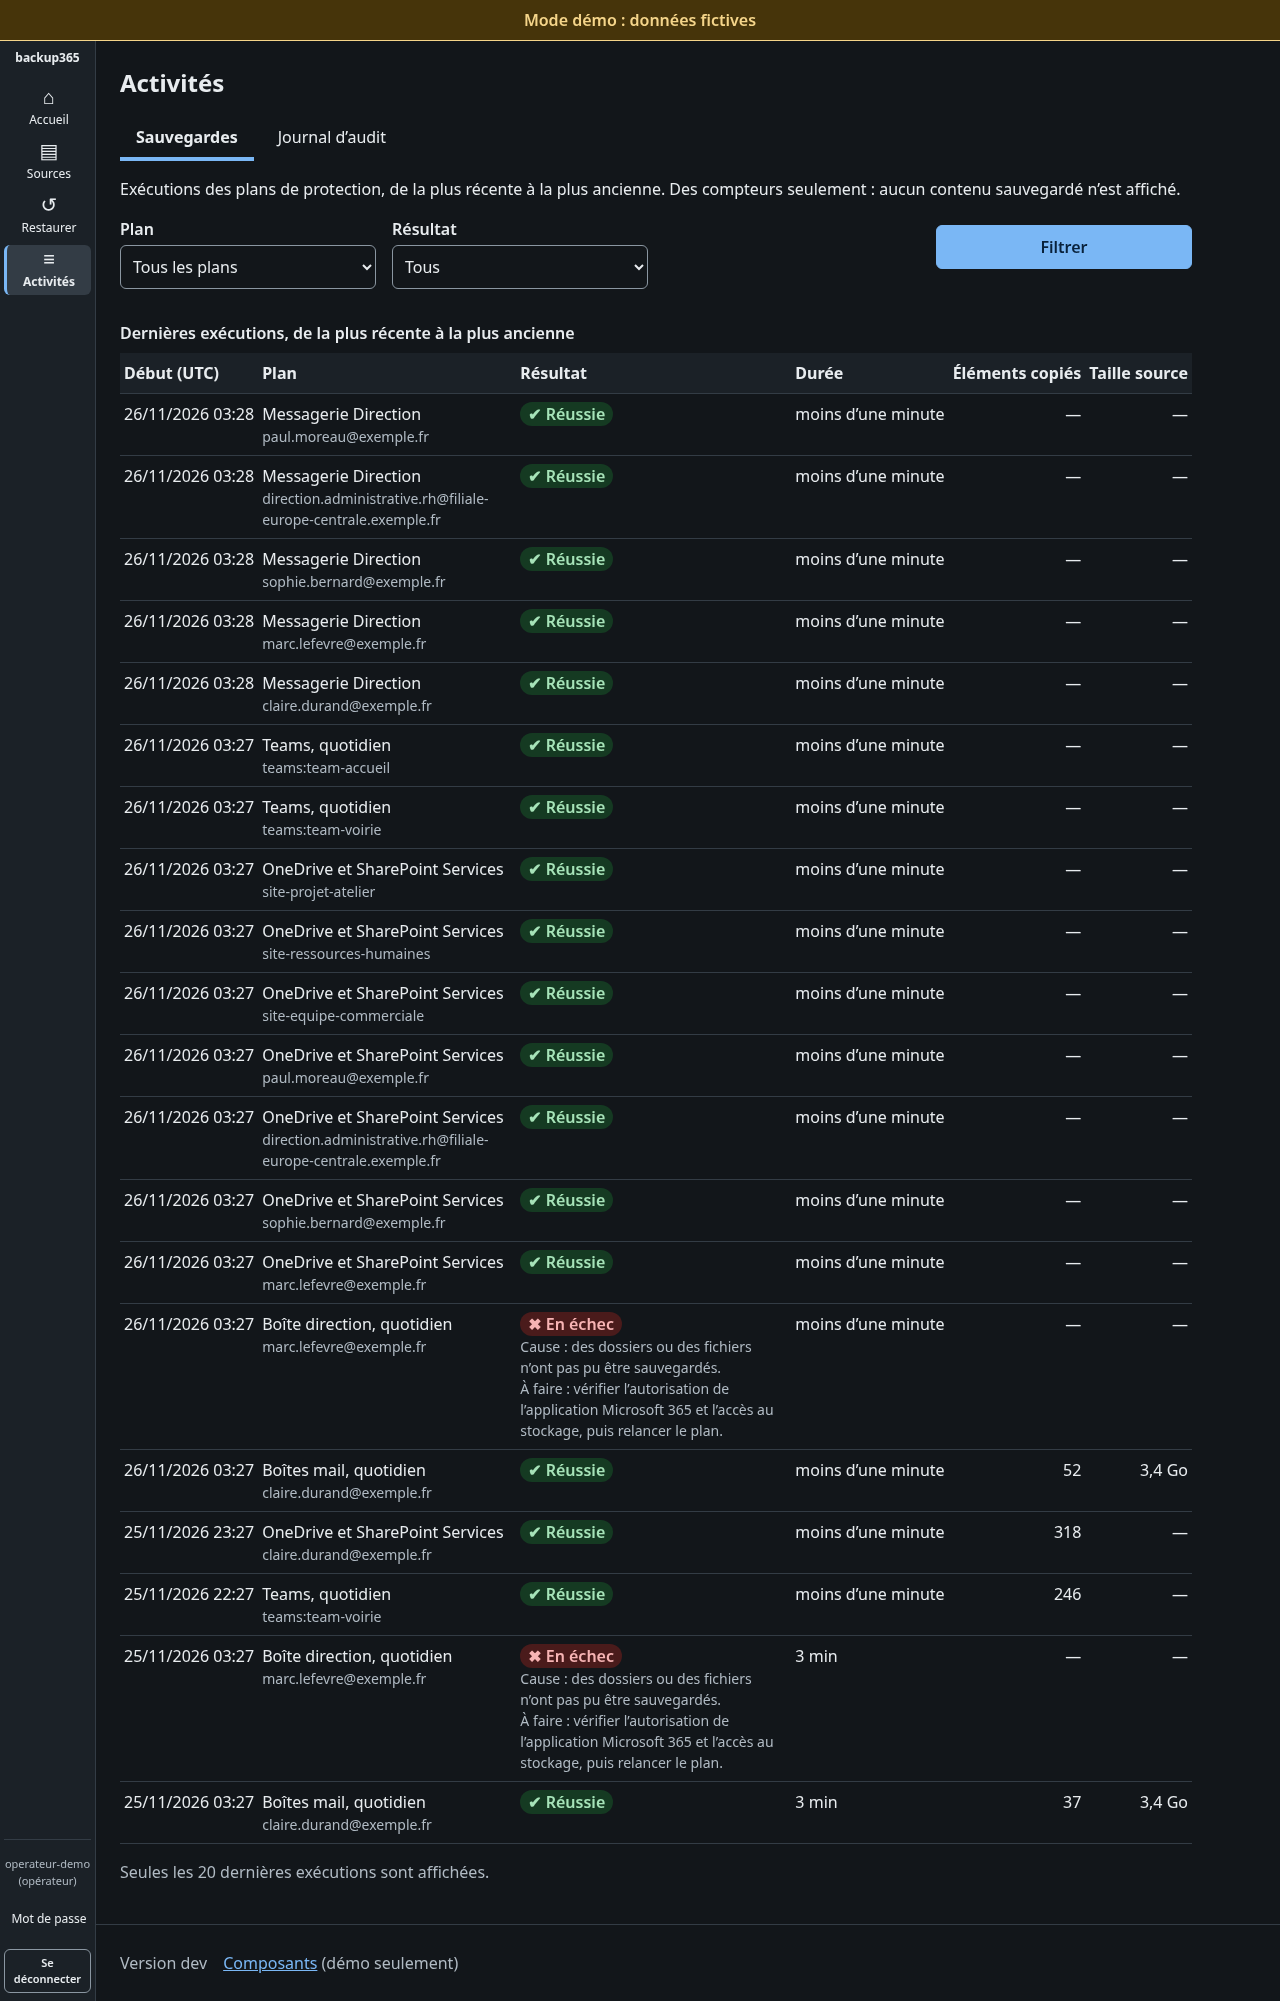 Mode démo : données fictives
backup365
Accueil
Sources
Restaurer
Activités
Activités
Sauvegardes Journal d’audit
Exécutions des plans de protection, de la plus récente à la plus ancienne. Des compteurs seulement : aucun contenu sauvegardé n’est affiché.
Plan Résultat
Tous les plans Tous Filtrer
Dernières exécutions, de la plus récente à la plus ancienne
Début (UTC) Plan Résultat Durée Éléments copiés Taille source
26/11/2026 03:28 Messagerie Direction ✔ Réussie moins d’une minute — —
paul.moreau@exemple.fr
26/11/2026 03:28 Messagerie Direction ✔ Réussie moins d’une minute — —
direction.administrative.rh@filiale-
europe-centrale.exemple.fr
26/11/2026 03:28 Messagerie Direction ✔ Réussie moins d’une minute — —
sophie.bernard@exemple.fr
26/11/2026 03:28 Messagerie Direction ✔ Réussie moins d’une minute — —
marc.lefevre@exemple.fr
26/11/2026 03:28 Messagerie Direction ✔ Réussie moins d’une minute — —
claire.durand@exemple.fr
26/11/2026 03:27 Teams, quotidien ✔ Réussie moins d’une minute — —
teams:team-accueil
26/11/2026 03:27 Teams, quotidien ✔ Réussie moins d’une minute — —
teams:team-voirie
26/11/2026 03:27 OneDrive et SharePoint Services ✔ Réussie moins d’une minute — —
site-projet-atelier
26/11/2026 03:27 OneDrive et SharePoint Services ✔ Réussie moins d’une minute — —
site-ressources-humaines
26/11/2026 03:27 OneDrive et SharePoint Services ✔ Réussie moins d’une minute — —
site-equipe-commerciale
26/11/2026 03:27 OneDrive et SharePoint Services ✔ Réussie moins d’une minute — —
paul.moreau@exemple.fr
26/11/2026 03:27 OneDrive et SharePoint Services ✔ Réussie moins d’une minute — —
direction.administrative.rh@filiale-
europe-centrale.exemple.fr
26/11/2026 03:27 OneDrive et SharePoint Services ✔ Réussie moins d’une minute — —
sophie.bernard@exemple.fr
26/11/2026 03:27 OneDrive et SharePoint Services ✔ Réussie moins d’une minute — —
marc.lefevre@exemple.fr
26/11/2026 03:27 Boîte direction, quotidien ✖ En échec moins d’une minute — —
marc.lefevre@exemple.fr Cause : des dossiers ou des fichiers
n’ont pas pu être sauvegardés.
À faire : vérifier l’autorisation de
l’application Microsoft 365 et l’accès au
stockage, puis relancer le plan.
26/11/2026 03:27 Boîtes mail, quotidien ✔ Réussie moins d’une minute 52 3,4 Go
claire.durand@exemple.fr
25/11/2026 23:27 OneDrive et SharePoint Services ✔ Réussie moins d’une minute 318 —
claire.durand@exemple.fr
25/11/2026 22:27 Teams, quotidien ✔ Réussie moins d’une minute 246 —
teams:team-voirie
25/11/2026 03:27 Boîte direction, quotidien ✖ En échec 3 min — —
marc.lefevre@exemple.fr Cause : des dossiers ou des fichiers
n’ont pas pu être sauvegardés.
À faire : vérifier l’autorisation de
l’application Microsoft 365 et l’accès au
stockage, puis relancer le plan.
25/11/2026 03:27 Boîtes mail, quotidien ✔ Réussie 3 min 37 3,4 Go
claire.durand@exemple.fr
Seules les 20 dernières exécutions sont affichées.
operateur-demo
(opérateur)
Mot de passe
Se
déconnecter
Version dev Composants (démo seulement)